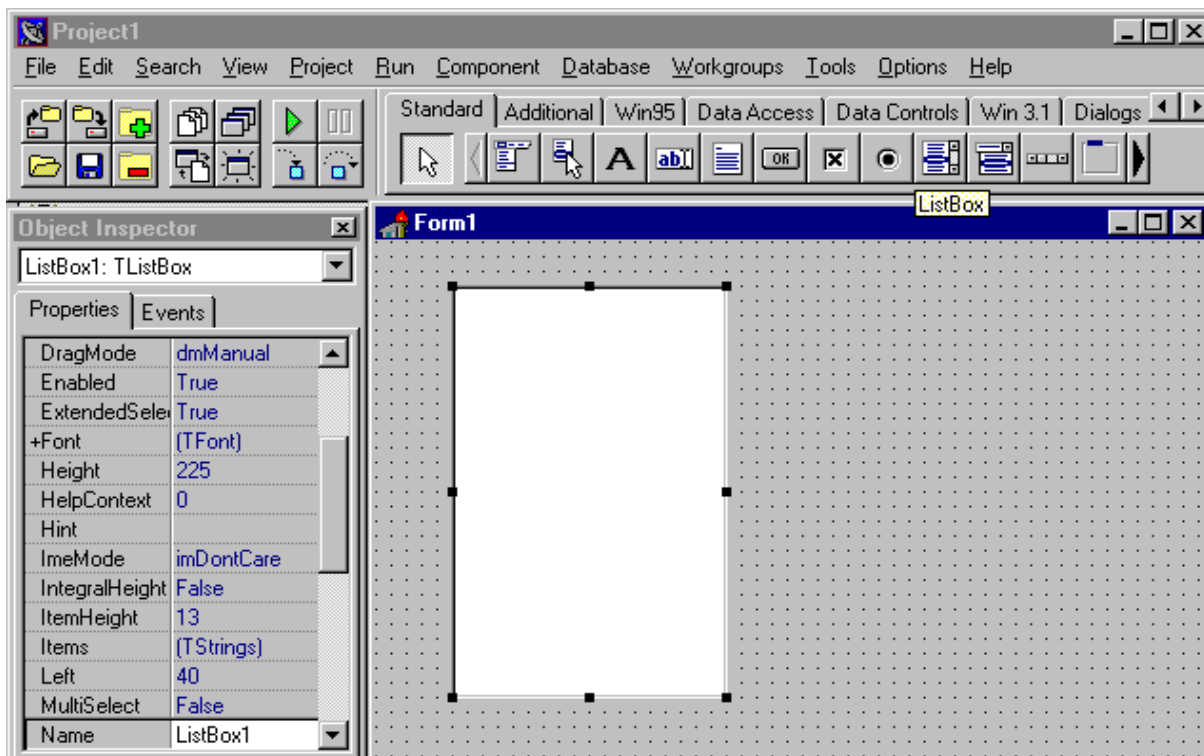 Project1
File Edit Search View Project Run Component Database Workgroups Tools Options Help
Standard Additional Win95 Data Access Data Controls Win 3.1 Dialogs
A ab OK
ListBox
Object Inspector
ListBox1: TListBox
Properties Events
DragMode dmManual
Enabled True
ExtendedSele True
+Font (TFont)
Height 225
HelpContext 0
Hint
ImeMode imDontCare
IntegralHeight False
ItemHeight 13
Items (TStrings)
Left 40
MultiSelect False
Name ListBox1
Form1